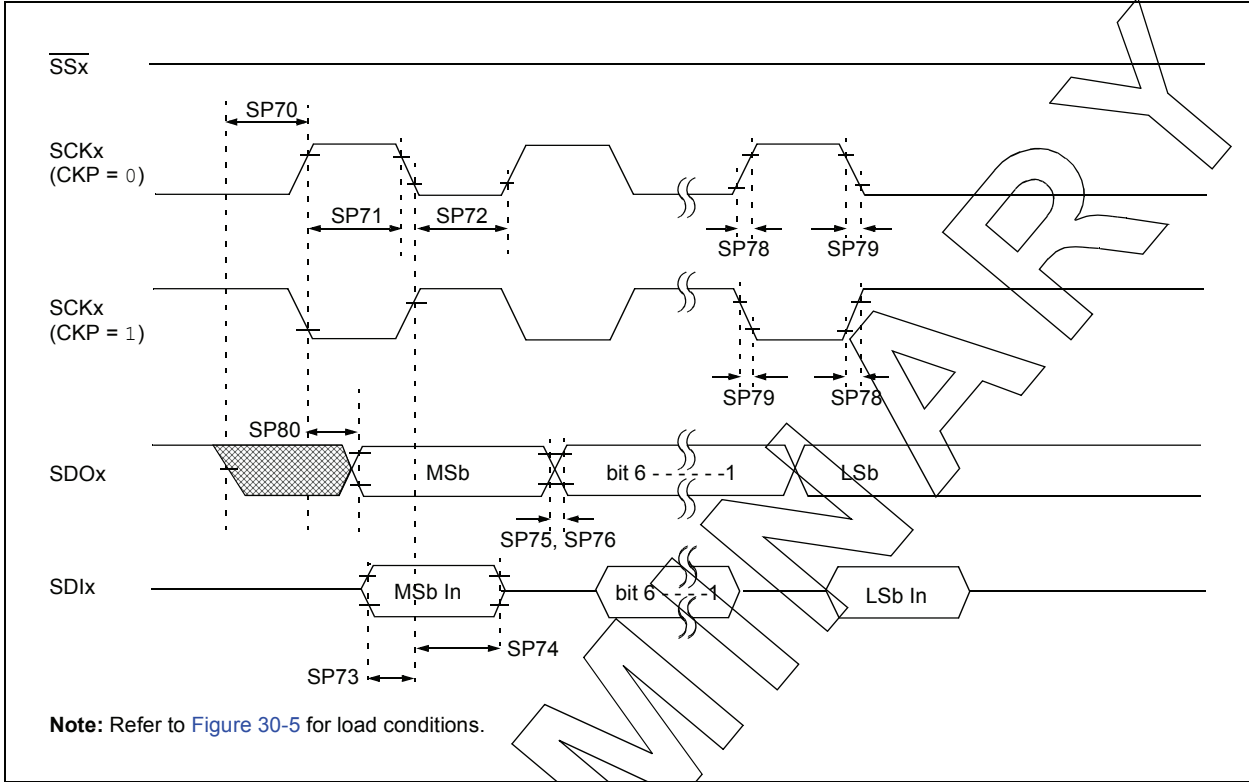 SSx
SP70
SCKx
(CKP = 0)
SP71
SP72
SP78
SP79
SCKx
(CKP = 1)
SP79
SP78
SP80
SDOx
MSb
bit 6 - - - - - -1
LSb
SP75, SP76
SDIx
MSb In
bit 6 - - - - -1
LSb In
SP74
SP73
Note: Refer to Figure 30-5 for load conditions.
MINARY